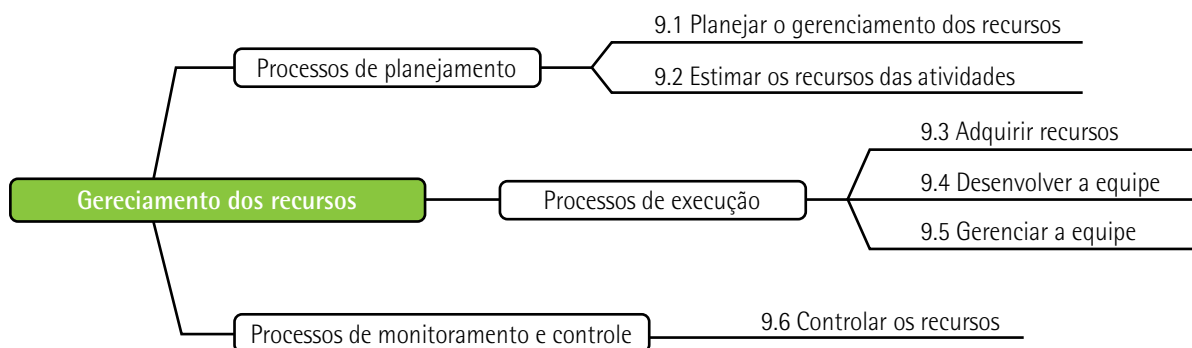 9.1 Planejar o gerenciamento dos recursos
Processos de planejamento
9.2 Estimar os recursos das atividades
9.3 Adquirir recursos
Gereciamento dos recursos
Processos de execução
9.4 Desenvolver a equipe
9.5 Gerenciar a equipe
Processos de monitoramento e controle
9.6 Controlar os recursos